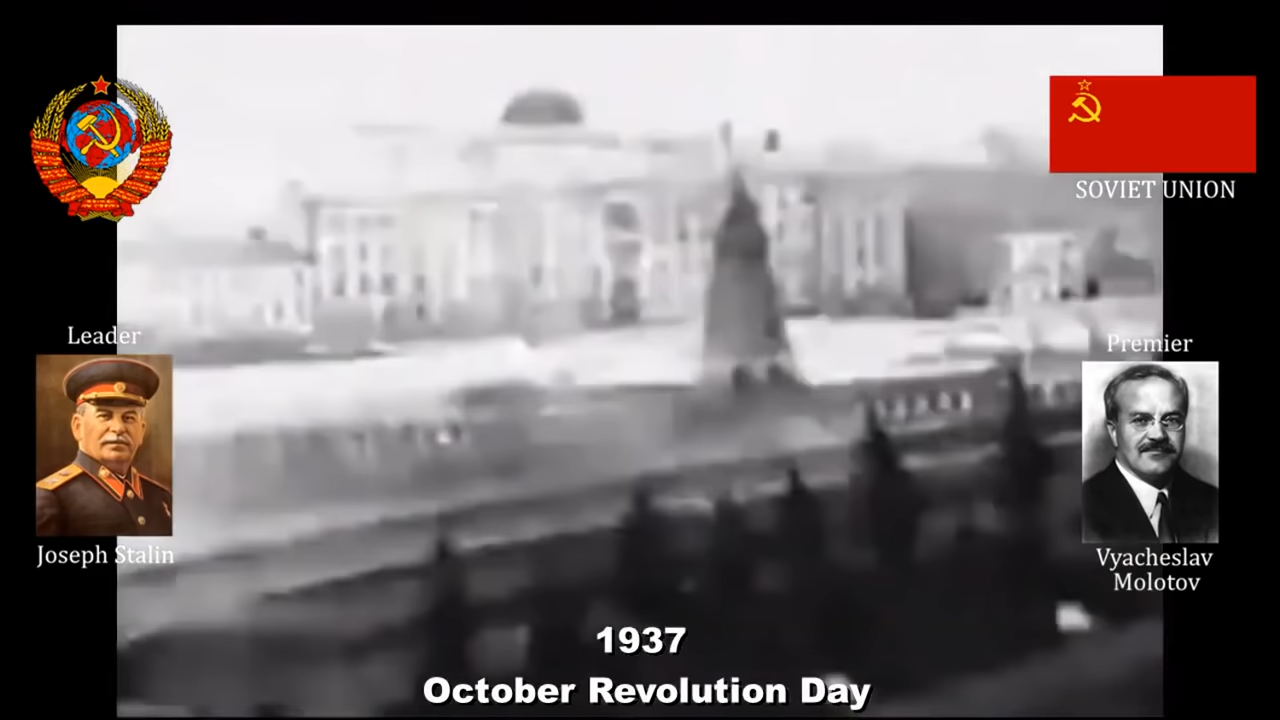 SOVIET UNION
Leader
Joseph Stalin
Premier
Vyacheslav
Molotov
1937
October Revolution Day